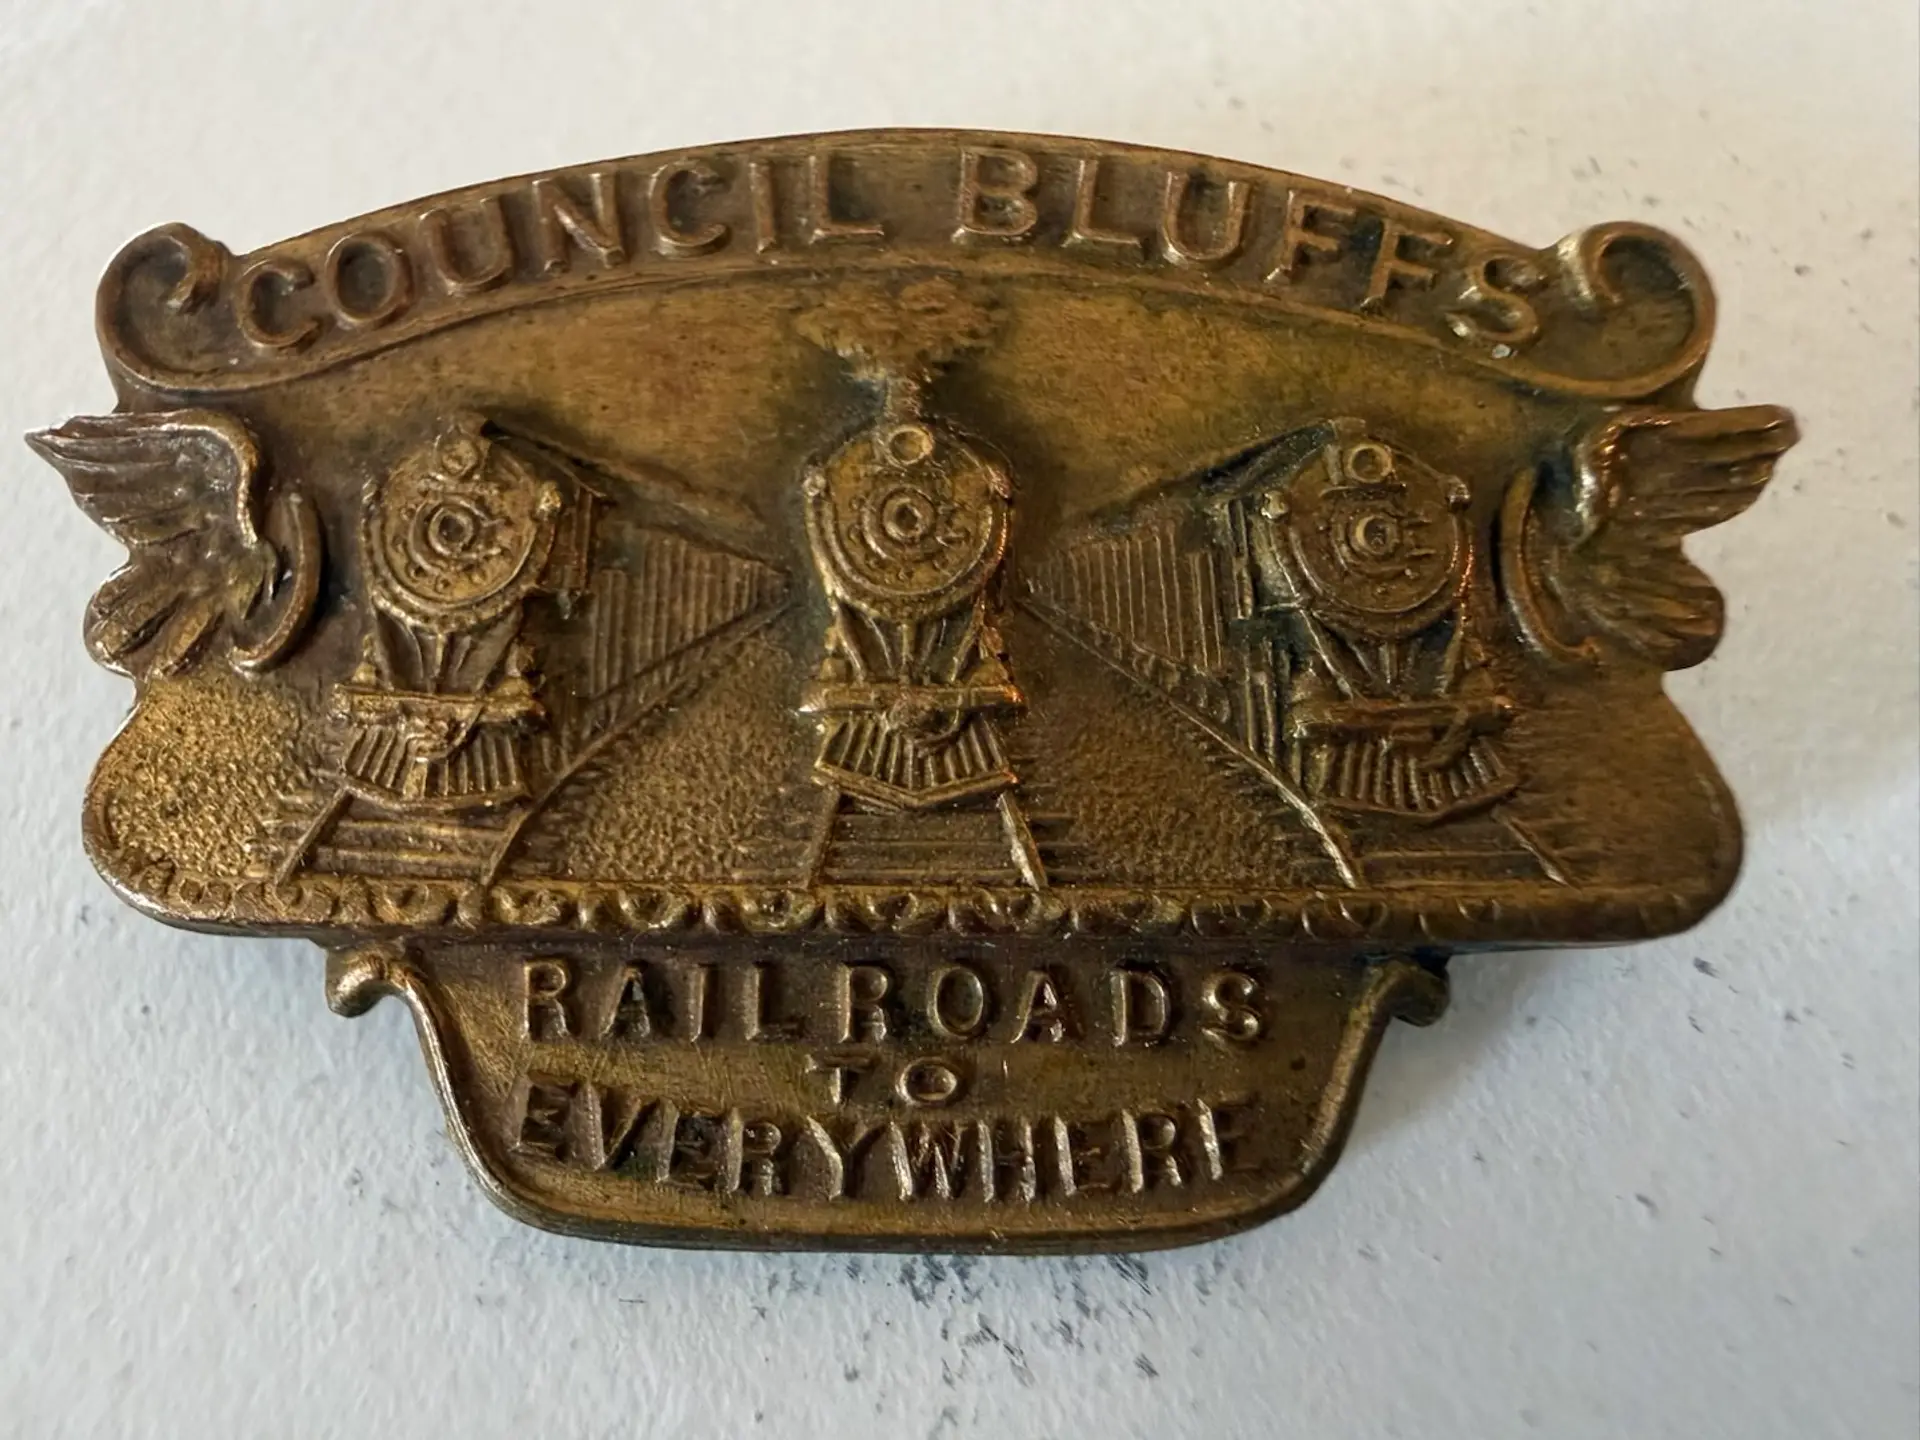 COUNCIL BLUFFS
RAILROADS
TO
EVERYWHERE